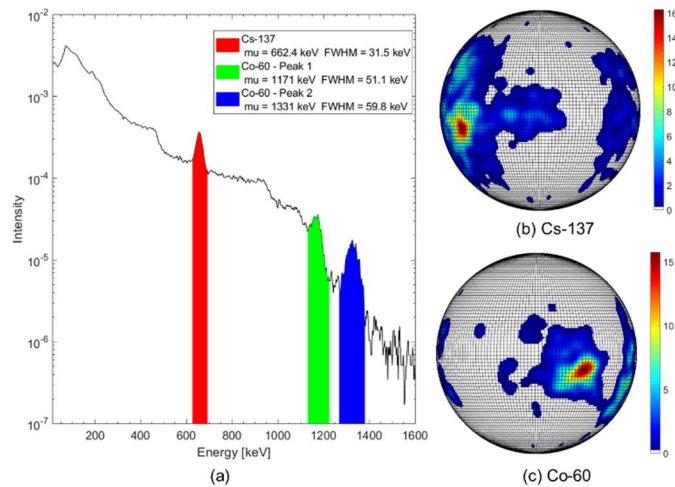 10^-2
10^-3
10^-4
10^-5
10^-6
10^-7
Intensity
200 400 600 800 1000 1200 1400 1600
Energy [keV]
Cs-137
mu = 662.4 keV FWHM = 31.5 keV
Co-60 - Peak 1
mu = 1171 keV FWHM = 51.1 keV
Co-60 - Peak 2
mu = 1331 keV FWHM = 59.8 keV
(a)
16
14
12
10
8
6
4
2
0
(b) Cs-137
15
10
5
0
(c) Co-60